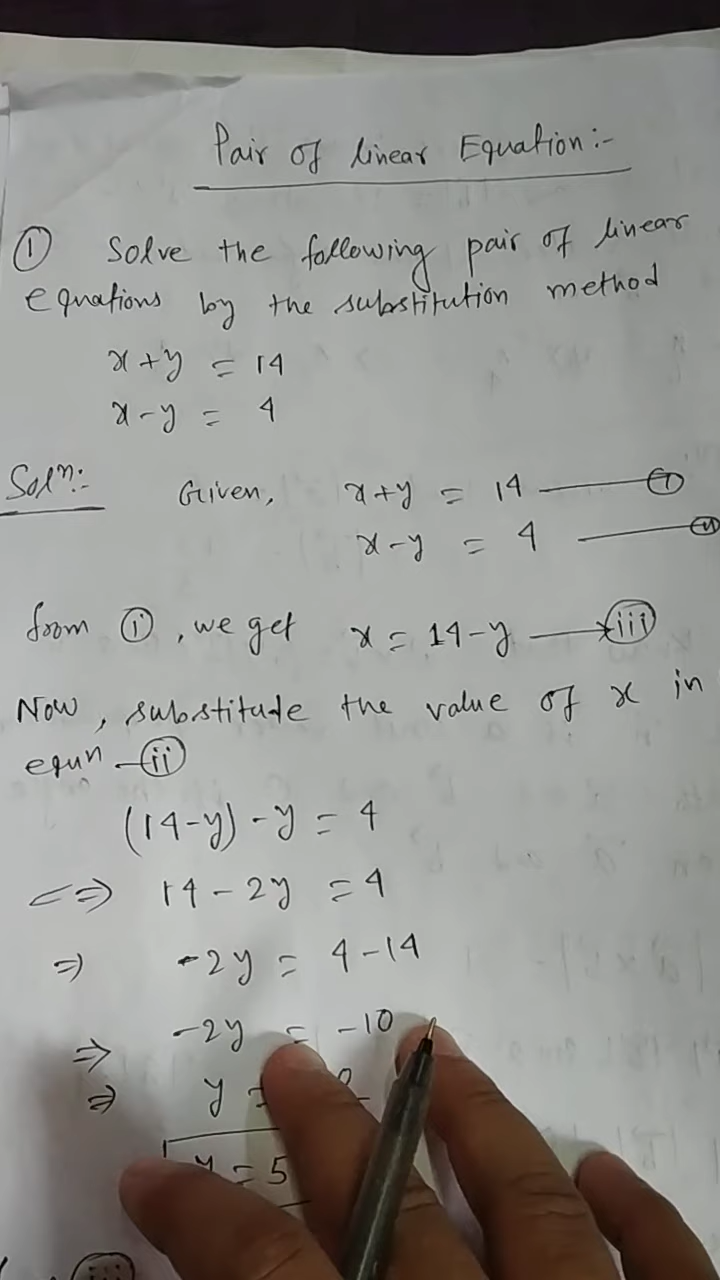 Pair of linear Equation:-
① Solve the following pair of linear
equations by the substitution method
x+y = 14
x-y = 4
Solⁿ:- Given, x+y = 14 —— ⓘ
x-y = 4 —— ⓘⓘ
from ⓘ, we get x = 14-y ——> (iii)
Now, substitude the value of x in
equn - (ii)
(14-y) - y = 4
<=> 14 - 2y = 4
=> -2y = 4-14
=> -2y = -10
=> y =
y = 5
(iii)